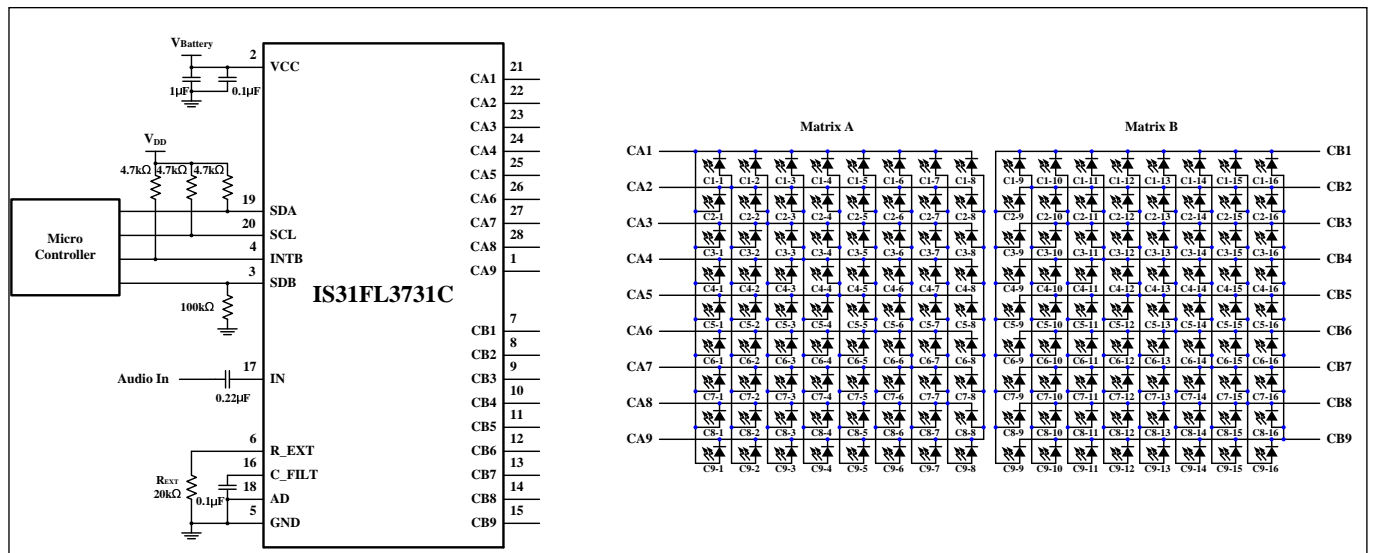 VBattery
2
VCC
1µF
0.1µF
VDD
4.7kΩ 4.7kΩ 4.7kΩ
19
SDA
20
SCL
4
INTB
3
SDB
Micro
Controller
100kΩ
IS31FL3731C
17
Audio In
IN
0.22µF
6
R_EXT
16
C_FILT
REXT
20kΩ
0.1µF
18
AD
5
GND
21
CA1
22
CA2
23
CA3
24
CA4
25
CA5
26
CA6
27
CA7
28
CA8
1
CA9
7
CB1
8
CB2
9
CB3
10
CB4
11
CB5
12
CB6
13
CB7
14
CB8
15
CB9
Matrix A
Matrix B
CA1
CB1
C1-1 C1-2 C1-3 C1-4 C1-5 C1-6 C1-7 C1-8 C1-9 C1-10 C1-11 C1-12 C1-13 C1-14 C1-15 C1-16
CA2
CB2
C2-1 C2-2 C2-3 C2-4 C2-5 C2-6 C2-7 C2-8 C2-9 C2-10 C2-11 C2-12 C2-13 C2-14 C2-15 C2-16
CA3
CB3
C3-1 C3-2 C3-3 C3-4 C3-5 C3-6 C3-7 C3-8 C3-9 C3-10 C3-11 C3-12 C3-13 C3-14 C3-15 C3-16
CA4
CB4
C4-1 C4-2 C4-3 C4-4 C4-5 C4-6 C4-7 C4-8 C4-9 C4-10 C4-11 C4-12 C4-13 C4-14 C4-15 C4-16
CA5
CB5
C5-1 C5-2 C5-3 C5-4 C5-5 C5-6 C5-7 C5-8 C5-9 C5-10 C5-11 C5-12 C5-13 C5-14 C5-15 C5-16
CA6
CB6
C6-1 C6-2 C6-3 C6-4 C6-5 C6-6 C6-7 C6-8 C6-9 C6-10 C6-11 C6-12 C6-13 C6-14 C6-15 C6-16
CA7
CB7
C7-1 C7-2 C7-3 C7-4 C7-5 C7-6 C7-7 C7-8 C7-9 C7-10 C7-11 C7-12 C7-13 C7-14 C7-15 C7-16
CA8
CB8
C8-1 C8-2 C8-3 C8-4 C8-5 C8-6 C8-7 C8-8 C8-9 C8-10 C8-11 C8-12 C8-13 C8-14 C8-15 C8-16
CA9
CB9
C9-1 C9-2 C9-3 C9-4 C9-5 C9-6 C9-7 C9-8 C9-9 C9-10 C9-11 C9-12 C9-13 C9-14 C9-15 C9-16